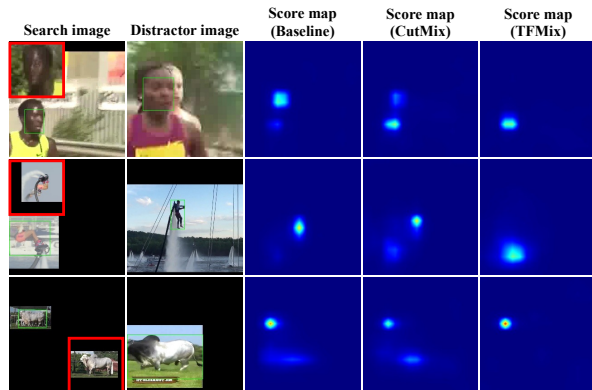 Search image
Distractor image
Score map
(Baseline)
Score map
(CutMix)
Score map
(TFMix)